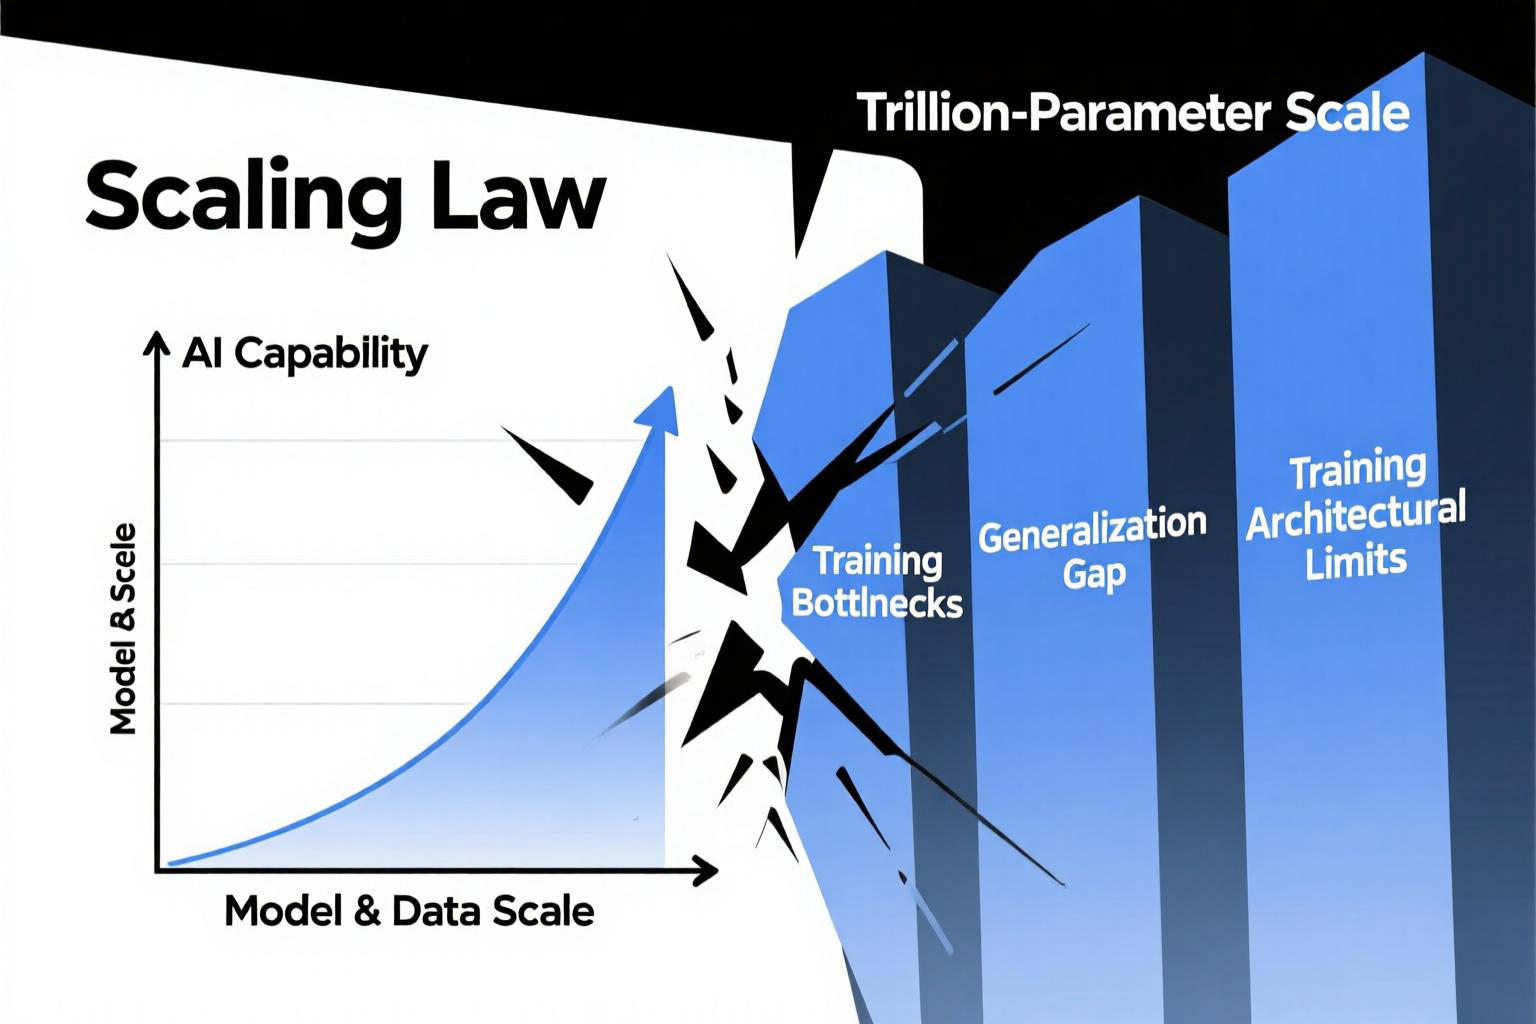 Scaling Law
AI Capability
Model & Scele
Model & Data Scale
Trillion-Parameter Scale
Training
Bottlnecks
Generalization
Gap
Training
Architectural
Limits